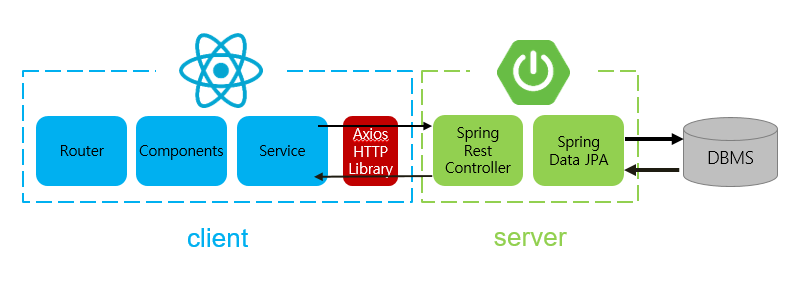 Router
Components
Service
Axios
HTTP
Library
Spring
Rest
Controller
Spring
Data JPA
DBMS
client
server